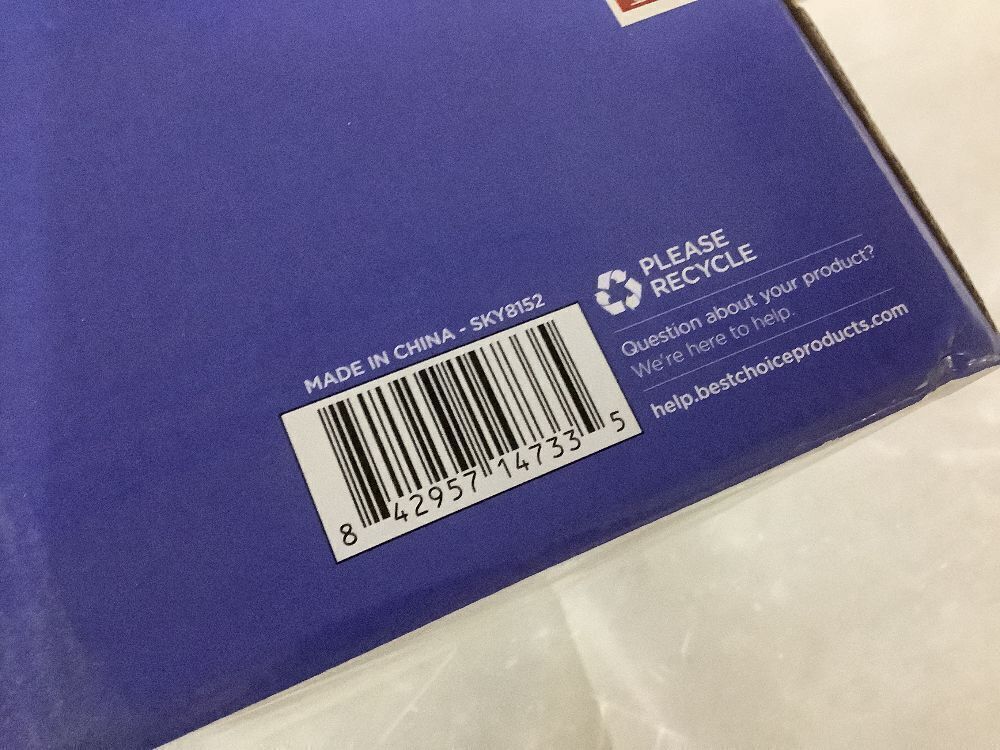 PLEASE
RECYCLE
Question about your product?
We're here to help.
help.bestchoiceproducts.com
MADE IN CHINA - SKY8152
8 42957 14733 5